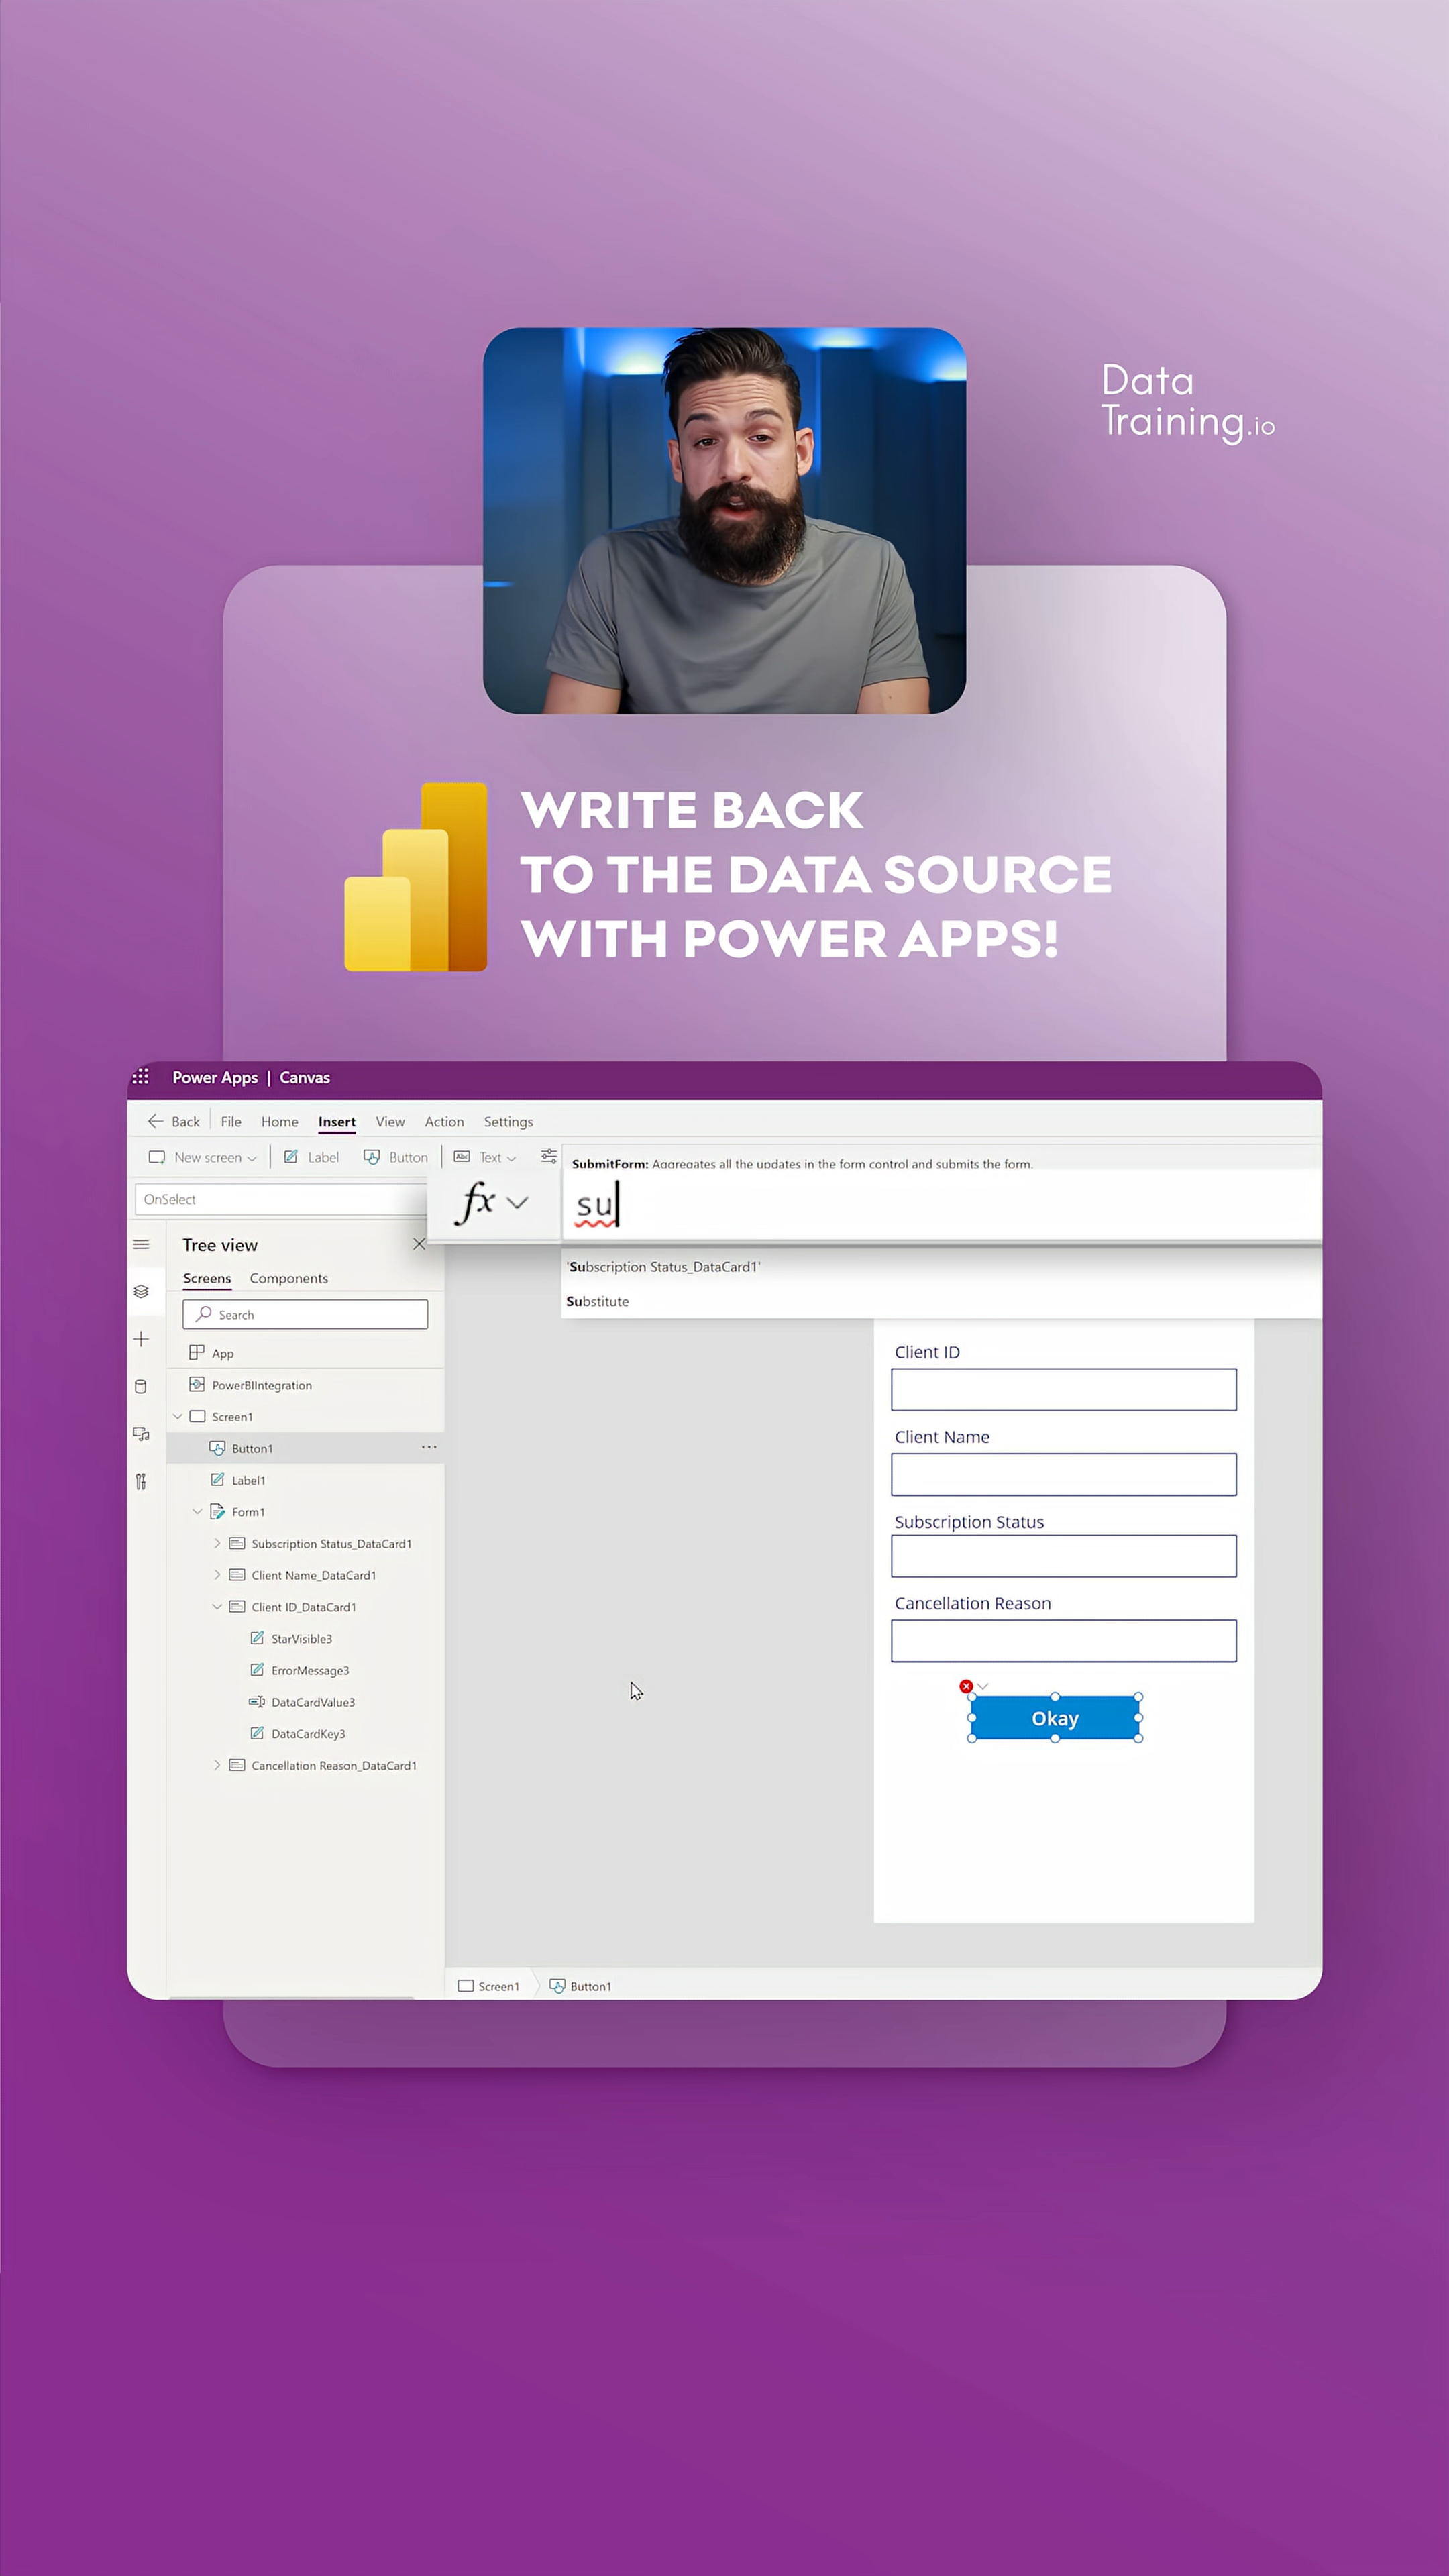 Data
Training.io
WRITE BACK
TO THE DATA SOURCE
WITH POWER APPS!
Power Apps | Canvas
Back File Home Insert View Action Settings
New screen Label Button Abc Text
SubmitForm: Aggregates all the updates in the form control and submits the form.
OnSelect
fx su
Tree view
'Subscription Status_DataCard1'
Screens Components
Substitute
Search
App
PowerBIIntegration
Screen1
Button1
Label1
Form1
Subscription Status_DataCard1
Client Name_DataCard1
Client ID_DataCard1
StarVisible3
ErrorMessage3
DataCardValue3
DataCardKey3
Cancellation Reason_DataCard1
Client ID
Client Name
Subscription Status
Cancellation Reason
Okay
Screen1 Button1